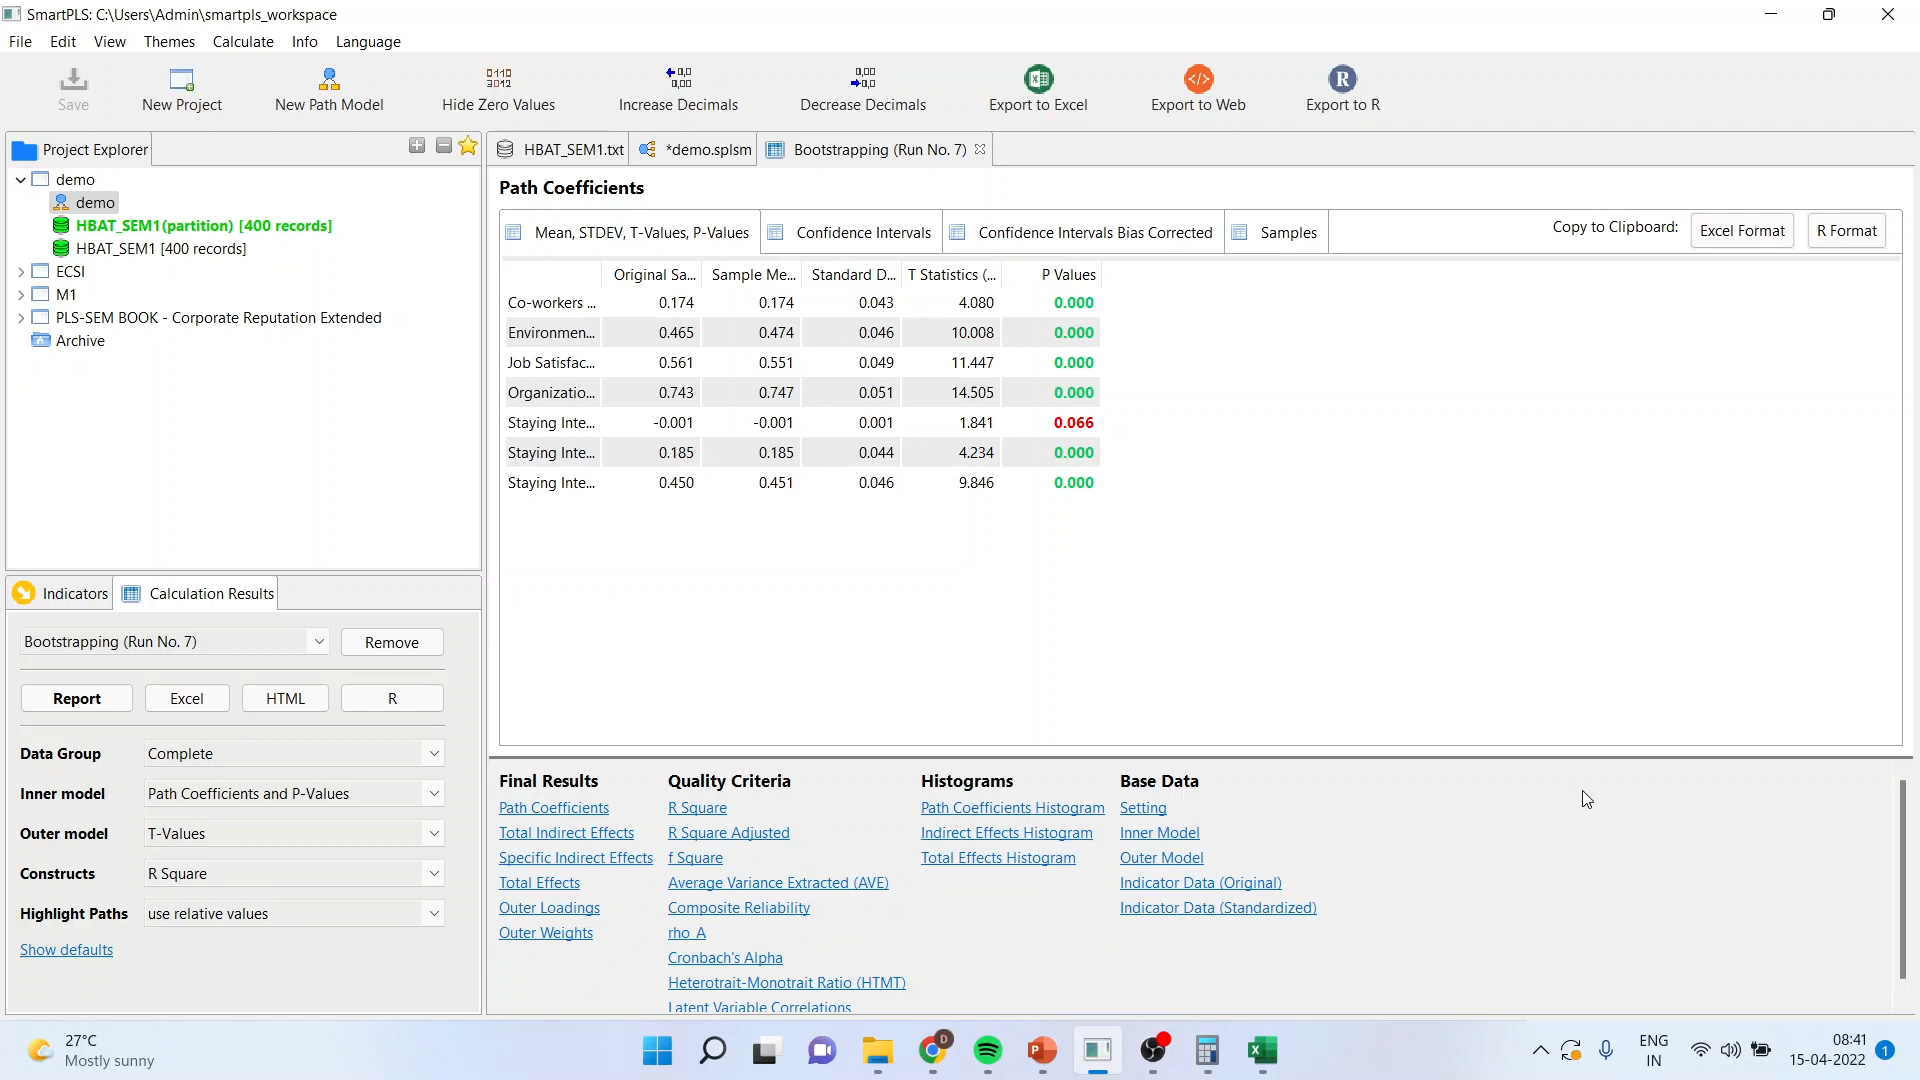 SmartPLS: C:\Users\Admin\smartpls_workspace
File Edit View Themes Calculate Info Language
Save New Project New Path Model Hide Zero Values Increase Decimals Decrease Decimals Export to Excel Export to Web Export to R
Project Explorer
demo
demo
HBAT_SEM1(partition) [400 records]
HBAT_SEM1 [400 records]
ECSI
M1
PLS-SEM BOOK - Corporate Reputation Extended
Archive
Indicators Calculation Results
Bootstrapping (Run No. 7) Remove
Report Excel HTML R
Data Group Complete
Inner model Path Coefficients and P-Values
Outer model T-Values
Constructs R Square
Highlight Paths use relative values
Show defaults
HBAT_SEM1.txt *demo.splsm Bootstrapping (Run No. 7)
Path Coefficients
Mean, STDEV, T-Values, P-Values Confidence Intervals Confidence Intervals Bias Corrected Samples Copy to Clipboard: Excel Format R Format
Original Sa... Sample Me... Standard D... T Statistics (... P Values
Co-workers ... 0.174 0.174 0.043 4.080 0.000
Environmen... 0.465 0.474 0.046 10.008 0.000
Job Satisfac... 0.561 0.551 0.049 11.447 0.000
Organizatio... 0.743 0.747 0.051 14.505 0.000
Staying Inte... -0.001 -0.001 0.001 1.841 0.066
Staying Inte... 0.185 0.185 0.044 4.234 0.000
Staying Inte... 0.450 0.451 0.046 9.846 0.000
Final Results
Path Coefficients
Total Indirect Effects
Specific Indirect Effects
Total Effects
Outer Loadings
Outer Weights
Quality Criteria
R Square
R Square Adjusted
f Square
Average Variance Extracted (AVE)
Composite Reliability
rho_A
Cronbach's Alpha
Heterotrait-Monotrait Ratio (HTMT)
Latent Variable Correlations
Histograms
Path Coefficients Histogram
Indirect Effects Histogram
Total Effects Histogram
Base Data
Setting
Inner Model
Outer Model
Indicator Data (Original)
Indicator Data (Standardized)
27°C
Mostly sunny
D
ENG
IN
08:41
15-04-2022
1